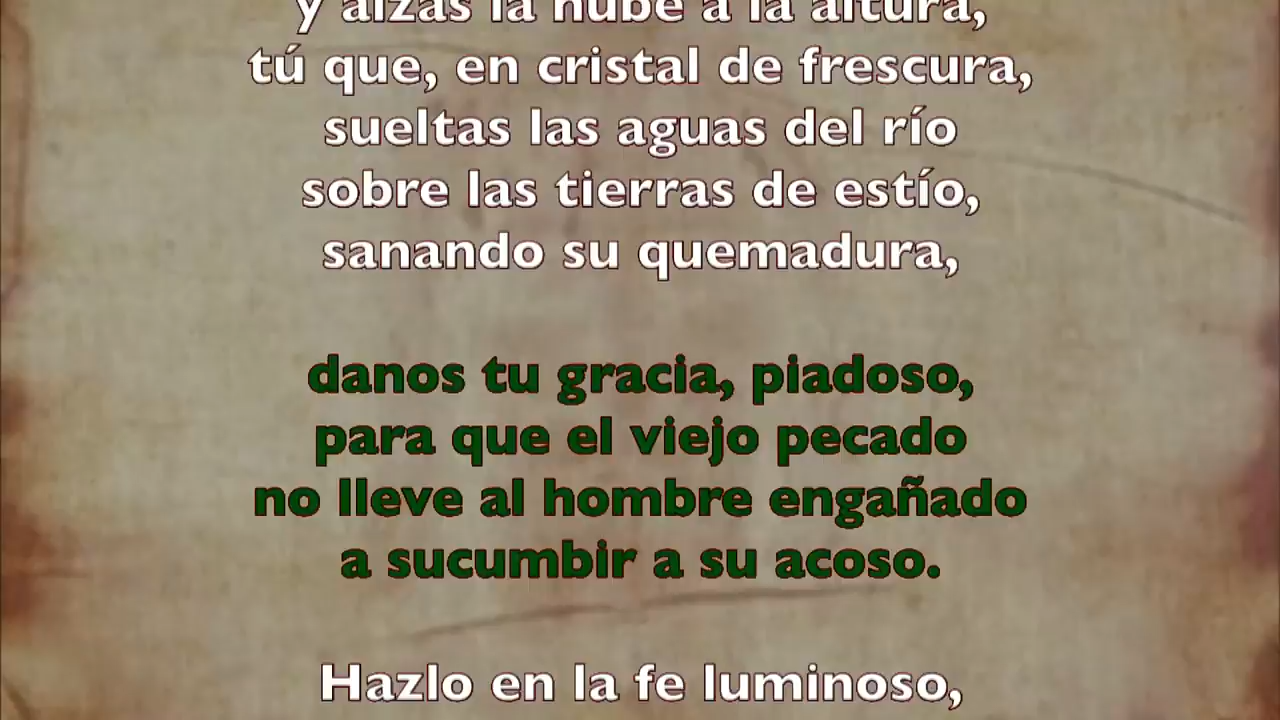 y alzas la nube a la altura,
tú que, en cristal de frescura,
sueltas las aguas del río
sobre las tierras de estío,
sanando su quemadura,
danos tu gracia, piadoso,
para que el viejo pecado
no lleve al hombre engañado
a sucumbir a su acoso.
Hazlo en la fe luminoso,